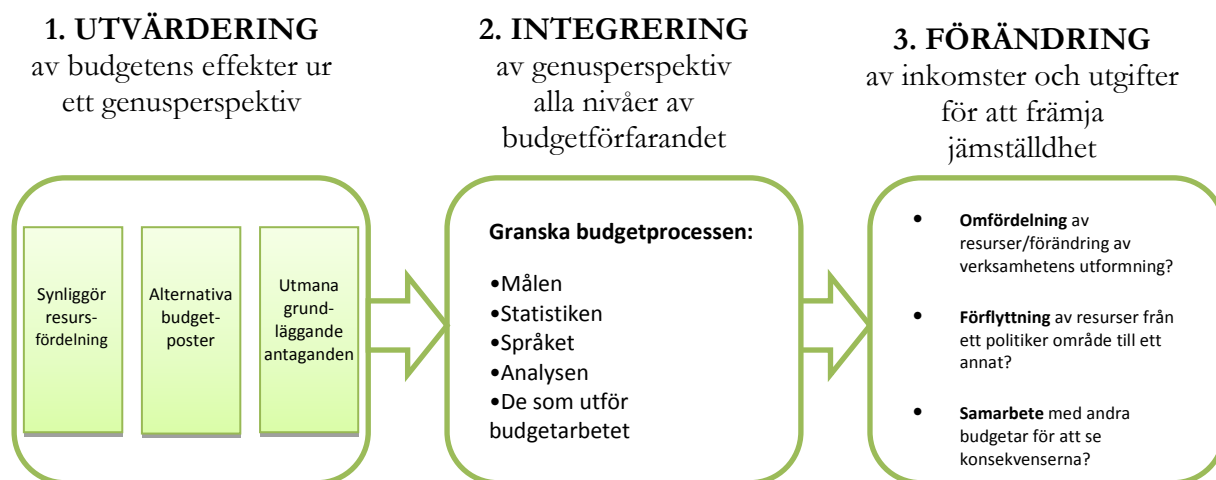 1. UTVÄRDERING
av budgetens effekter ur
ett genusperspektiv
Synliggör
resurs-
fördelning
Alternativa
budget-
poster
Utmana
grund-
läggande
antaganden
2. INTEGRERING
av genusperspektiv
alla nivåer av
budgetförfarandet
Granska budgetprocessen:
•Målen
•Statistiken
•Språket
•Analysen
•De som utför
budgetarbetet
3. FÖRÄNDRING
av inkomster och utgifter
för att främja
jämställdhet
• Omfördelning av
resurser/förändring av
verksamhetens utformning?
• Förflyttning av resurser från
ett politiker område till ett
annat?
• Samarbete med andra
budgetar för att se
konsekvenserna?